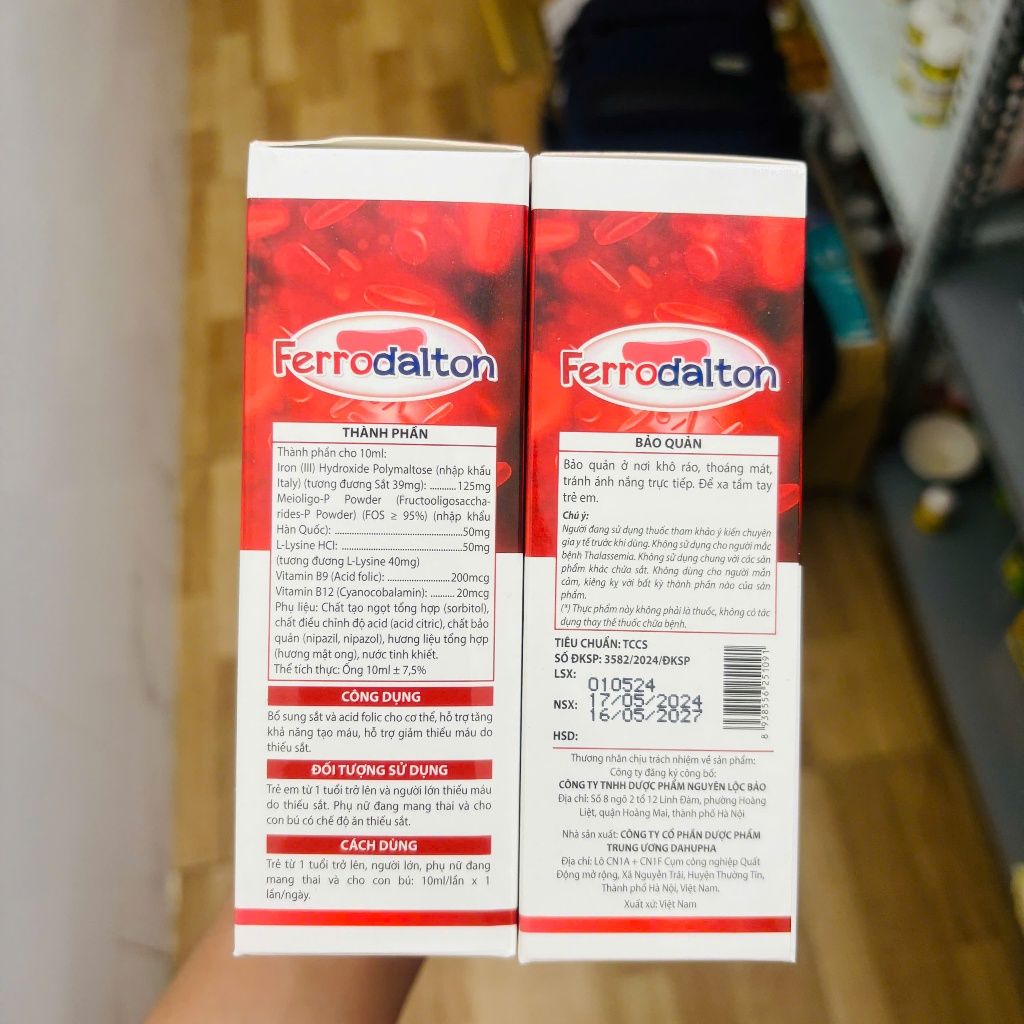 Ferrodalton
THÀNH PHẦN
Thành phần cho 10ml:
Iron (III) Hydroxide Polymaltose (nhập khẩu
Italy) (tương đương Sắt 39mg): ...........125mg
Meioligo-P Powder (Fructooligosaccha-
rides-P Powder) (FOS ≥ 95%) (nhập khẩu
Hàn Quốc): .....................................................50mg
L-Lysine HCl: ..................................................50mg
(tương đương L-Lysine 40mg)
Vitamin B9 (Acid folic): ..........................200mcg
Vitamin B12 (Cyanocobalamin): ..........20mcg
Phụ liệu: Chất tạo ngọt tổng hợp (sorbitol),
chất điều chỉnh độ acid (acid citric), chất bảo
quản (nipazil, nipazol), hương liệu tổng hợp
(hương mật ong), nước tinh khiết.
Thể tích thực: Ống 10ml ± 7,5%
CÔNG DỤNG
Bổ sung sắt và acid folic cho cơ thể, hỗ trợ tăng
khả năng tạo máu, hỗ trợ giảm thiếu máu do
thiếu sắt.
ĐỐI TƯỢNG SỬ DỤNG
Trẻ em từ 1 tuổi trở lên và người lớn thiếu máu
do thiếu sắt. Phụ nữ đang mang thai và cho
con bú có chế độ ăn thiếu sắt.
CÁCH DÙNG
Trẻ từ 1 tuổi trở lên, người lớn, phụ nữ đang
mang thai và cho con bú: 10ml/lần x 1
lần/ngày.
Ferrodalton
BẢO QUẢN
Bảo quản ở nơi khô ráo, thoáng mát,
tránh ánh nắng trực tiếp. Để xa tầm tay
trẻ em.
Chú ý:
Người đang sử dụng thuốc tham khảo ý kiến chuyên
gia y tế trước khi dùng. Không sử dụng cho người mắc
bệnh Thalassemia. Không sử dụng chung với các sản
phẩm khác chứa sắt. Không dùng cho người mẫn
cảm, kiêng kỵ với bất kỳ thành phần nào của sản
phẩm.
(*) Thực phẩm này không phải là thuốc, không có tác
dụng thay thế thuốc chữa bệnh.
TIÊU CHUẨN: TCCS
SỐ ĐKSP: 3582/2024/ĐKSP
LSX: 010524
NSX: 17/05/2024
16/05/2027
HSD:
8 938556 251091
Thương nhân chịu trách nhiệm về sản phẩm:
Công ty đăng ký công bố:
CÔNG TY TNHH DƯỢC PHẨM NGUYÊN LỘC BẢO
Địa chỉ: Số 8 ngõ 2 tổ 12 Linh Đàm, phường Hoàng
Liệt, quận Hoàng Mai, thành phố Hà Nội
Nhà sản xuất: CÔNG TY CỔ PHẦN DƯỢC PHẨM
TRUNG ƯƠNG DAHUPHA
Địa chỉ: Lô CN1A + CN1F Cụm công nghiệp Quất
Động mở rộng, Xã Nguyễn Trãi, Huyện Thường Tín,
Thành phố Hà Nội, Việt Nam.
Xuất xứ: Việt Nam